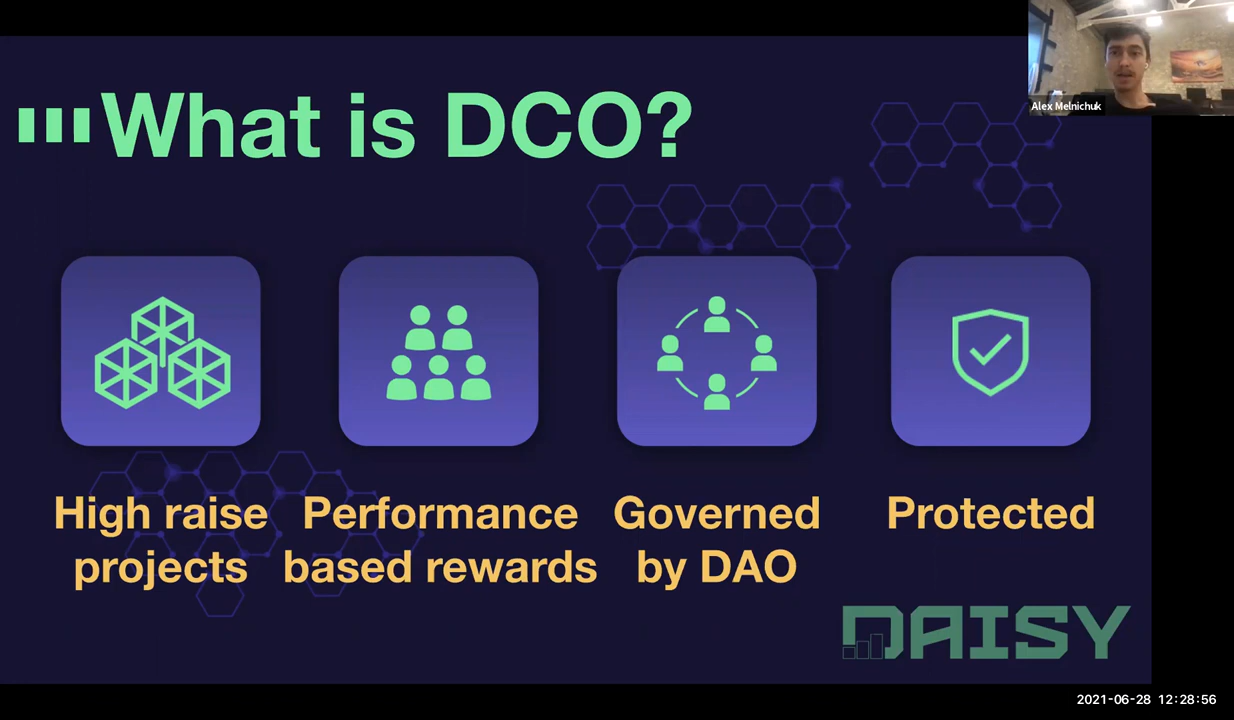 What is DCO?
Alex Melnichuk
High raise
projects
Performance
based rewards
Governed
by DAO
Protected
DAISY
2021-06-28 12:28:56